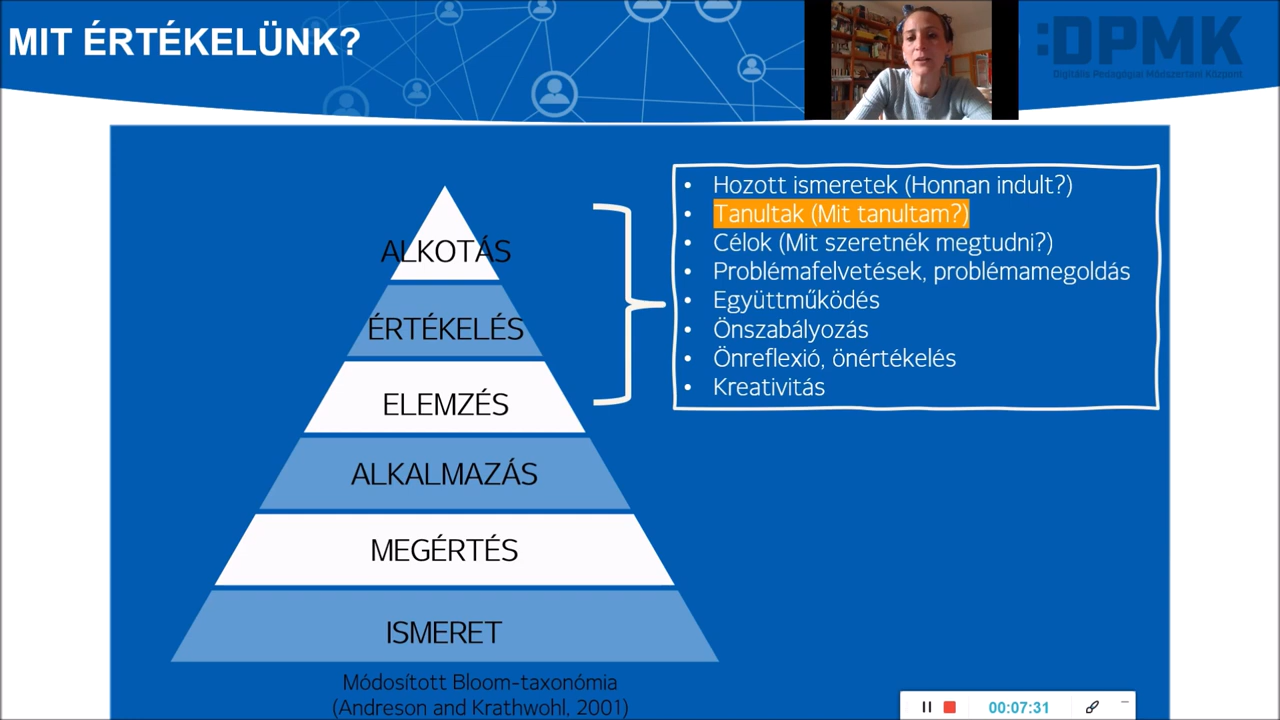 MIT ÉRTÉKELÜNK?
:DPMK
Digitális Pedagógiai Módszertani Központ
ALKOTÁS
ÉRTÉKELÉS
ELEMZÉS
ALKALMAZÁS
MEGÉRTÉS
ISMERET
Módosított Bloom-taxonómia
(Andreson and Krathwohl, 2001)
• Hozott ismeretek (Honnan indult?)
• Tanultak (Mit tanultam?)
• Célok (Mit szeretnék megtudni?)
• Problémafelvetések, problémamegoldás
• Együttműködés
• Önszabályozás
• Önreflexió, önértékelés
• Kreativitás
00:07:31